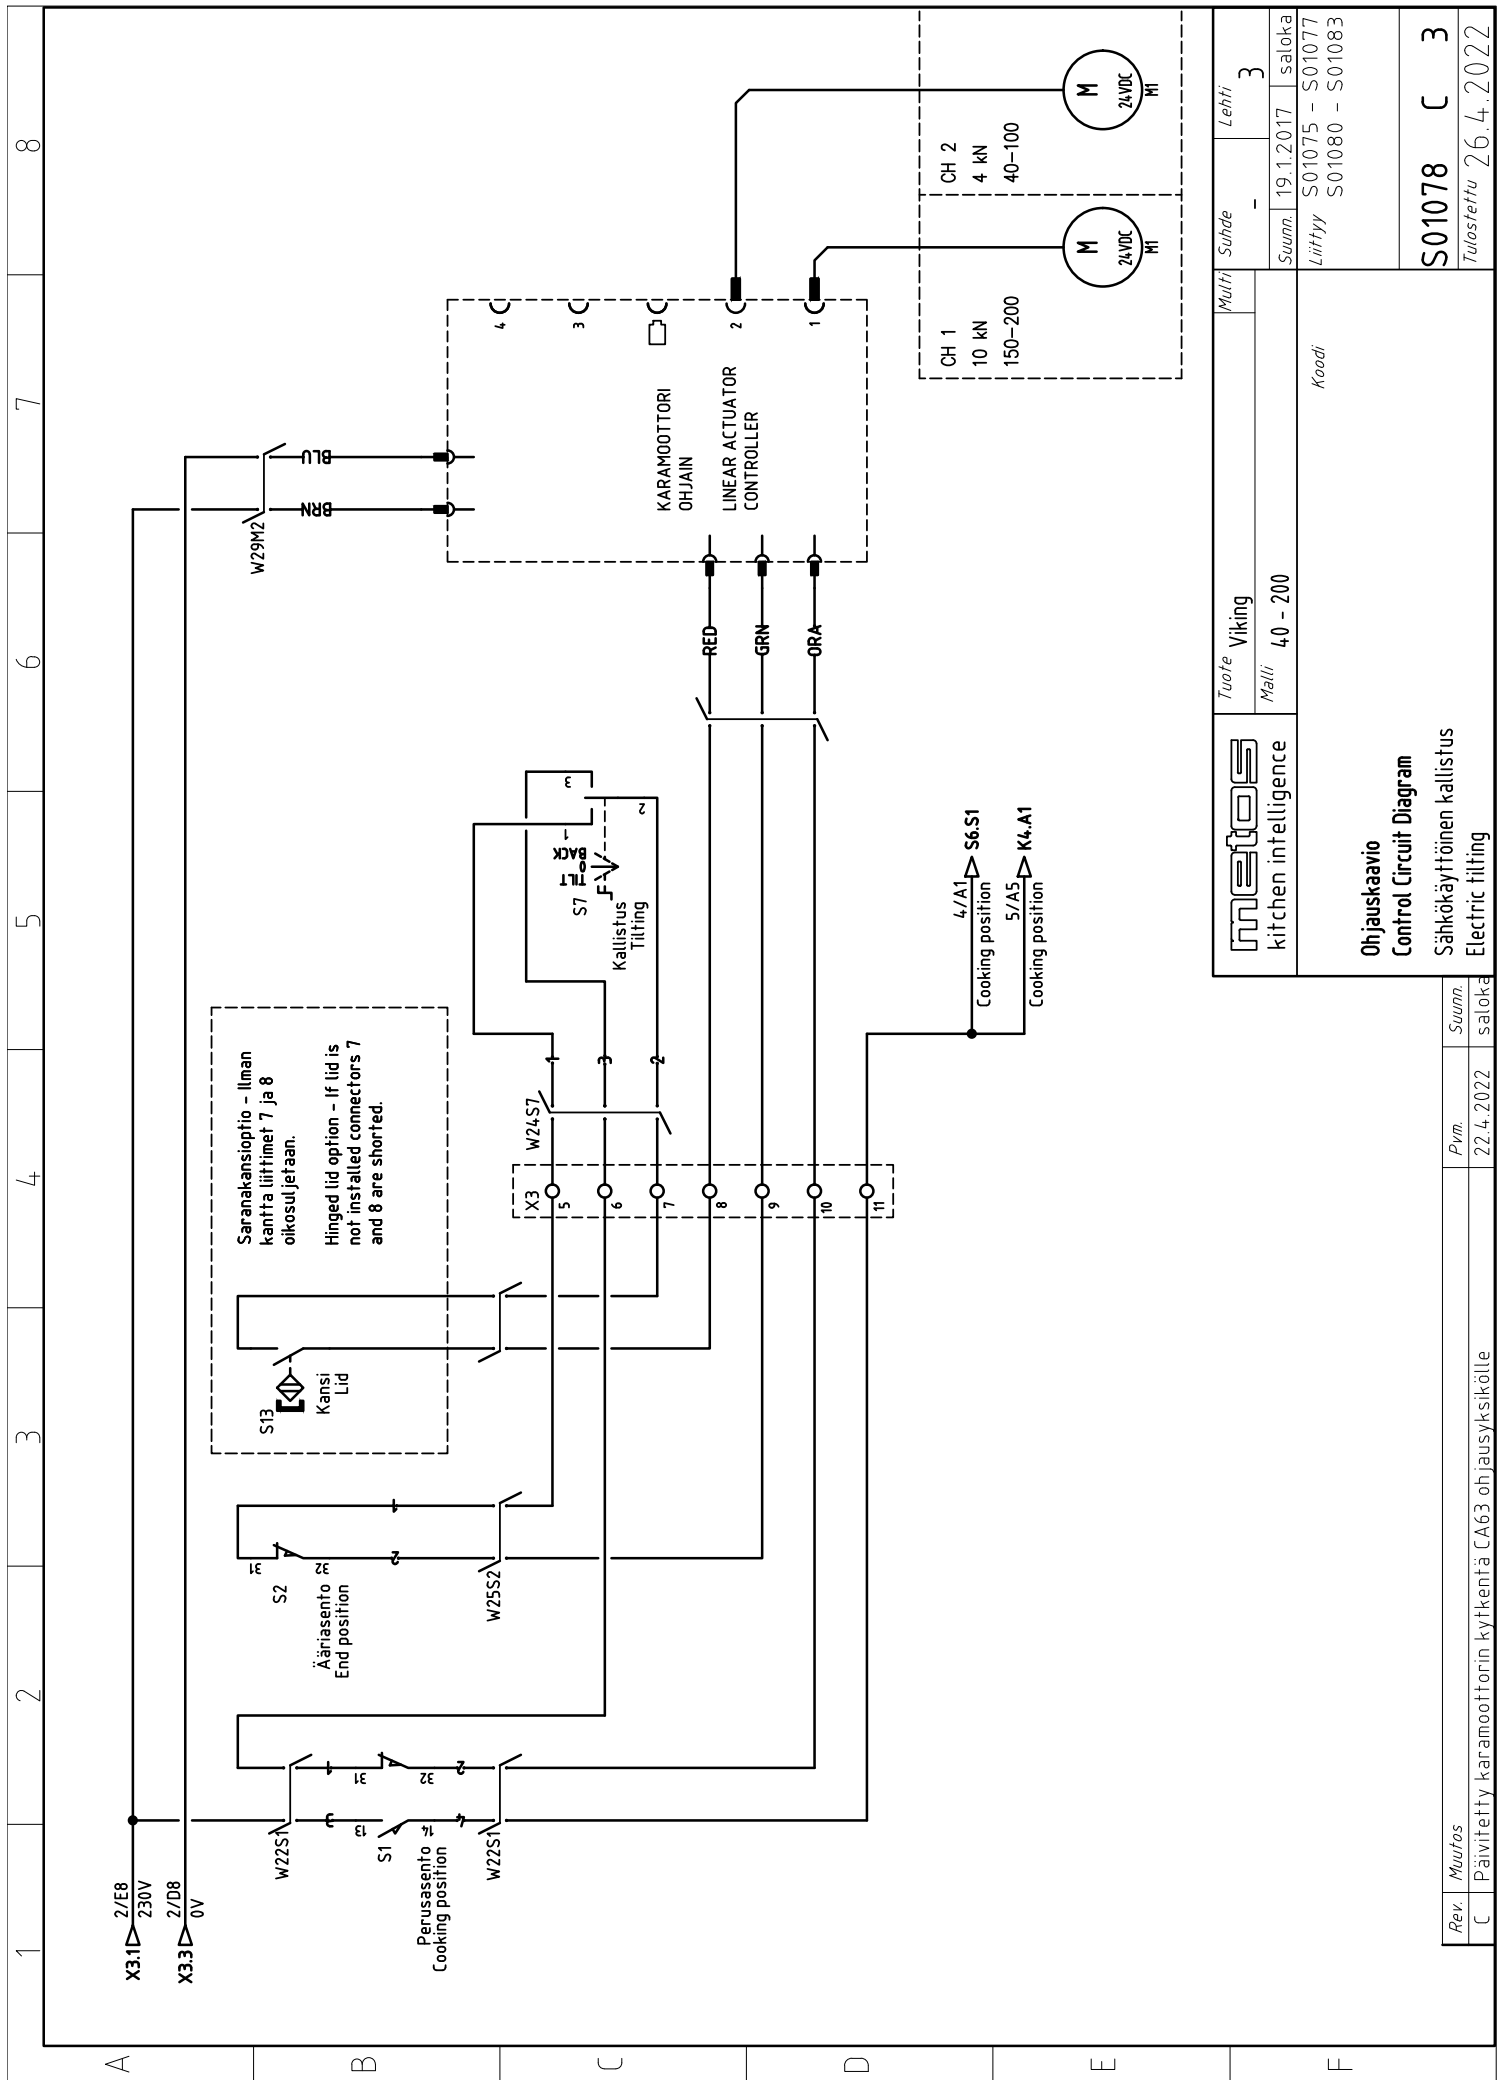 1
2
3
4
5
6
7
8
A
B
C
D
E
F
X3.1
2/E8
230V
X3.3
2/D8
0V
W22S1
3
1
13
31
S1
14
32
4
2
Perusasento
Cooking position
W22S1
31
S2
32
Ääriasento
End position
1
2
W25S2
S13
Kansi
Lid
Saranakansioptio - Ilman
kantta liittimet 7 ja 8
oikosuljetaan.
Hinged lid option - If lid is
not installed connectors 7
and 8 are shorted.
X3
5
6
7
8
9
10
11
W24S7
1
3
2
S7
TILT
0
BACK
Kallistus
Tilting
1
3
2
4/A1
S6.S1
Cooking position
5/A5
K4.A1
Cooking position
RED
GRN
ORA
W29M2
BRN
BLU
KARAMOOTTORI
OHJAIN
LINEAR ACTUATOR
CONTROLLER
4
3
2
1
CH 1
10 kN
150-200
M
24VDC
M1
CH 2
4 kN
40-100
M
24VDC
M1
metos
kitchen intelligence
Tuote Viking
Malli 40 - 200
Multi
Suhde
-
Lehti
3
Suunn. 19.1.2017 saloka
Liittyy S01075 - S01077
S01080 - S01083
Koodi
Ohjauskaavio
Control Circuit Diagram
Sähkökäyttöinen kallistus
Electric tilting
S01078 C 3
Tulostettu 26.4.2022
Rev. Muutos Pvm. Suunn.
C Päivitetty karamoottorin kytkentä CA63 ohjausyksikölle 22.4.2022 saloka